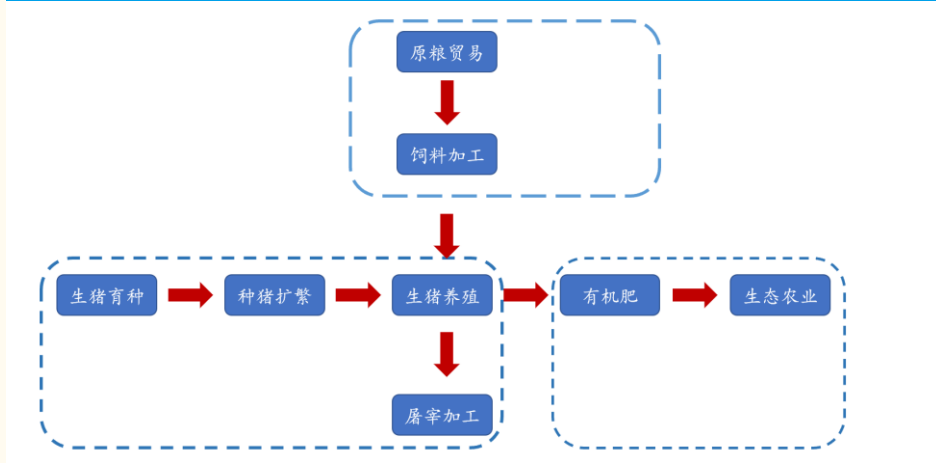 原粮贸易
饲料加工
生猪育种
种猪扩繁
生猪养殖
有机肥
生态农业
屠宰加工